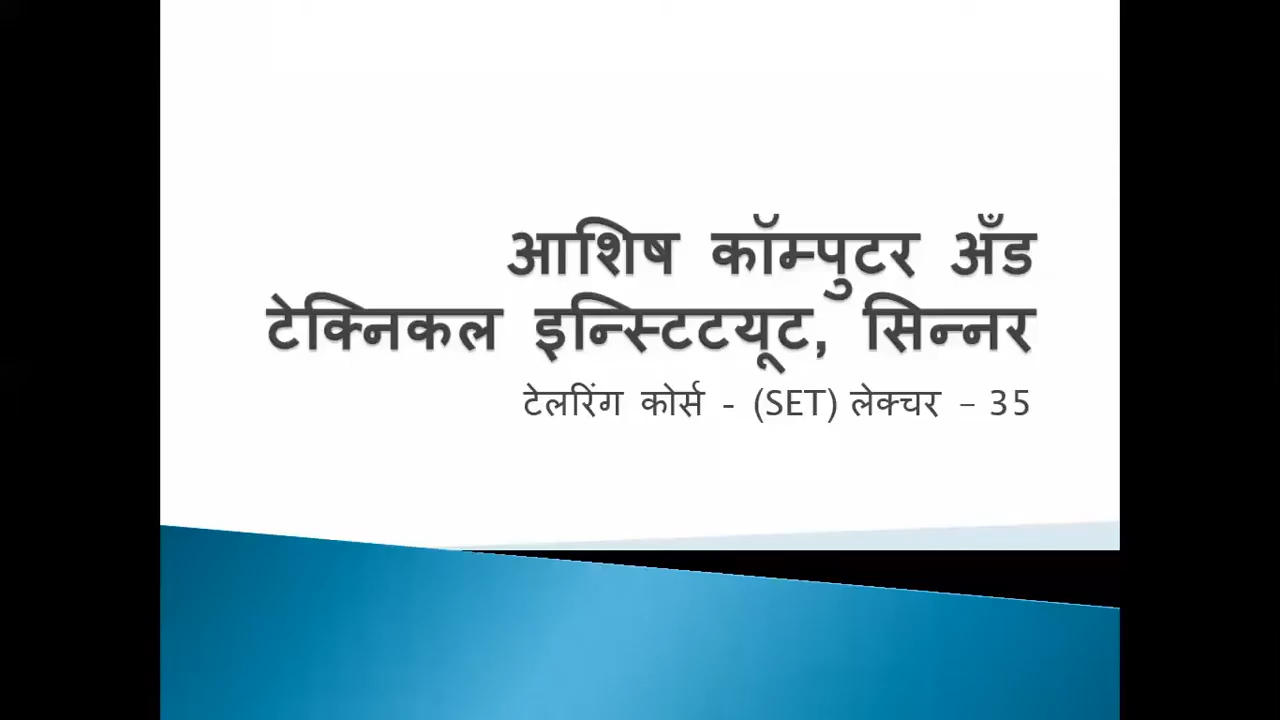 आशिष कॉम्पुटर अँड
टेक्निकल इन्स्टिटयूट, सिन्नर
टेलरिंग कोर्स - (SET) लेक्चर – 35